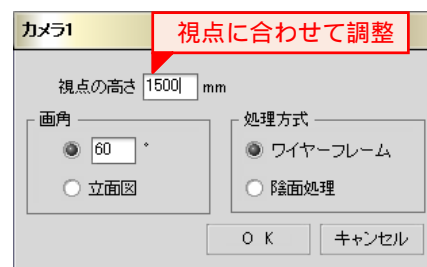 カメラ1
視点に合わせて調整
視点の高さ 1500 mm
画角
60 °
立面図
処理方式
ワイヤーフレーム
陰面処理
O K
キャンセル